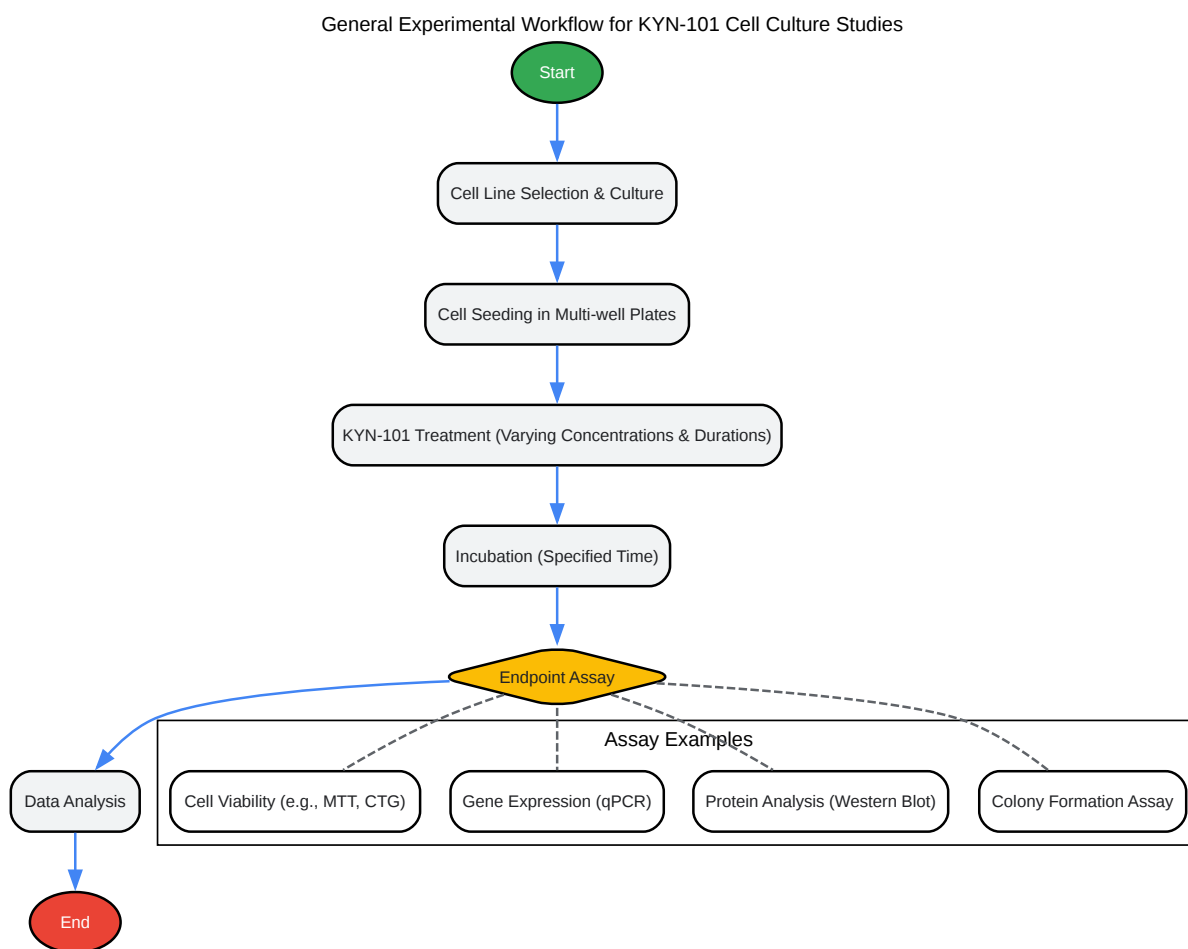 General Experimental Workflow for KYN-101 Cell Culture Studies
Start
Cell Line Selection & Culture
Cell Seeding in Multi-well Plates
KYN-101 Treatment (Varying Concentrations & Durations)
Incubation (Specified Time)
Endpoint Assay
Assay Examples
Data Analysis
Cell Viability (e.g., MTT, CTG)
Gene Expression (qPCR)
Protein Analysis (Western Blot)
Colony Formation Assay
End